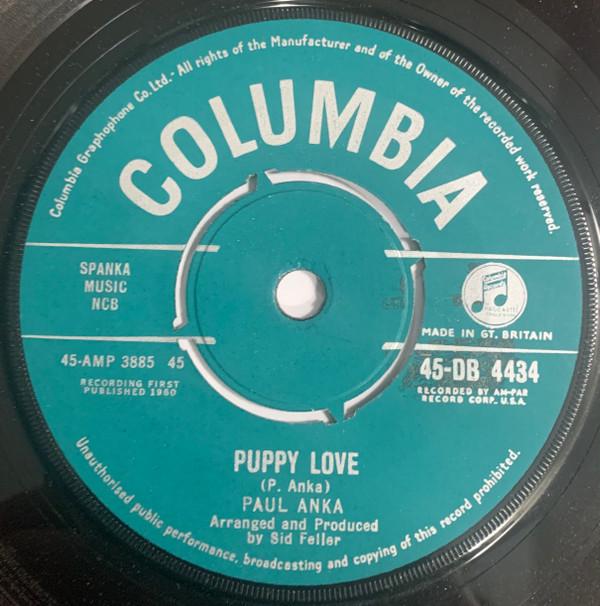 Columbia Graphophone Co. Ltd.- All rights of the Manufacturer and of the Owner of the recorded work reserved.
COLUMBIA
SPANKA
MUSIC
NCB
MADE IN GT. BRITAIN
45-AMP 3885 45
RECORDING FIRST
PUBLISHED 1960
45-DB 4434
RECORDED BY AM-PAR
RECORD CORP. U.S.A.
PUPPY LOVE
(P. Anka)
PAUL ANKA
Arranged and Produced
by Sid Feller
Unauthorised public performance, broadcasting and copying of this record prohibited.